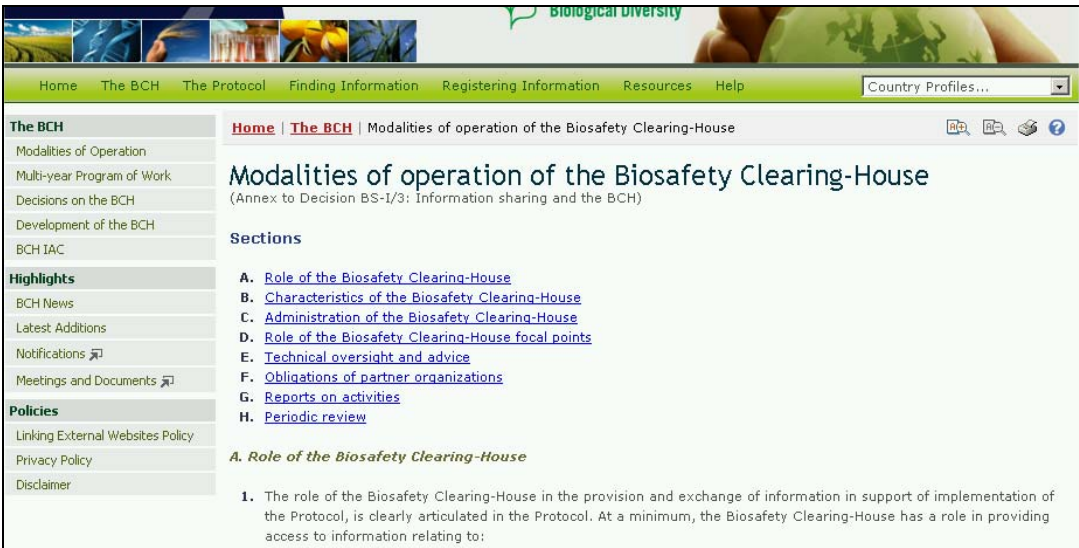 Biological Diversity
Home The BCH The Protocol Finding Information Registering Information Resources Help Country Profiles...
The BCH
Modalities of Operation
Multi-year Program of Work
Decisions on the BCH
Development of the BCH
BCH IAC
Highlights
BCH News
Latest Additions
Notifications
Meetings and Documents
Policies
Linking External Websites Policy
Privacy Policy
Disclaimer
Home | The BCH | Modalities of operation of the Biosafety Clearing-House
Modalities of operation of the Biosafety Clearing-House
(Annex to Decision BS-I/3: Information sharing and the BCH)
Sections
A. Role of the Biosafety Clearing-House
B. Characteristics of the Biosafety Clearing-House
C. Administration of the Biosafety Clearing-House
D. Role of the Biosafety Clearing-House focal points
E. Technical oversight and advice
F. Obligations of partner organizations
G. Reports on activities
H. Periodic review
A. Role of the Biosafety Clearing-House
1. The role of the Biosafety Clearing-House in the provision and exchange of information in support of implementation of
the Protocol, is clearly articulated in the Protocol. At a minimum, the Biosafety Clearing-House has a role in providing
access to information relating to: